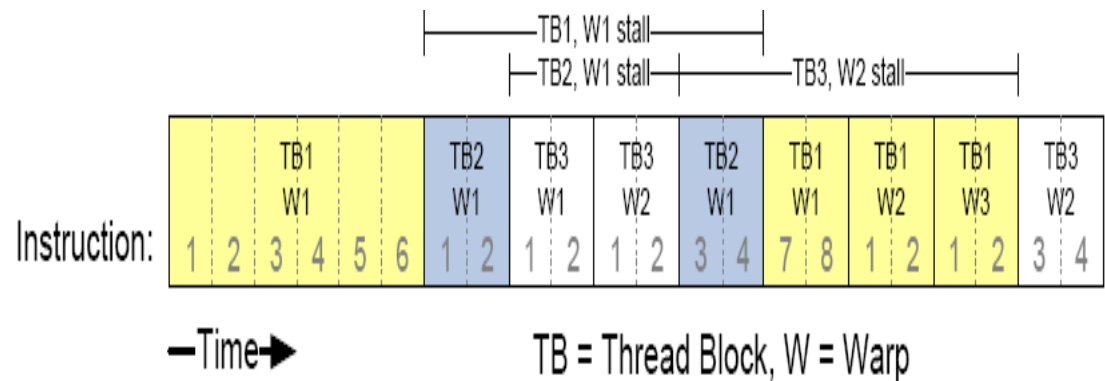 TB1, W1 stall
TB2, W1 stall TB3, W2 stall
TB1 TB2 TB3 TB3 TB2 TB1 TB1 TB1 TB3
W1 W1 W1 W2 W1 W1 W2 W3 W2
Instruction: 1 2 3 4 5 6 1 2 1 2 1 2 3 4 7 8 1 2 1 2 3 4
Time TB = Thread Block, W = Warp